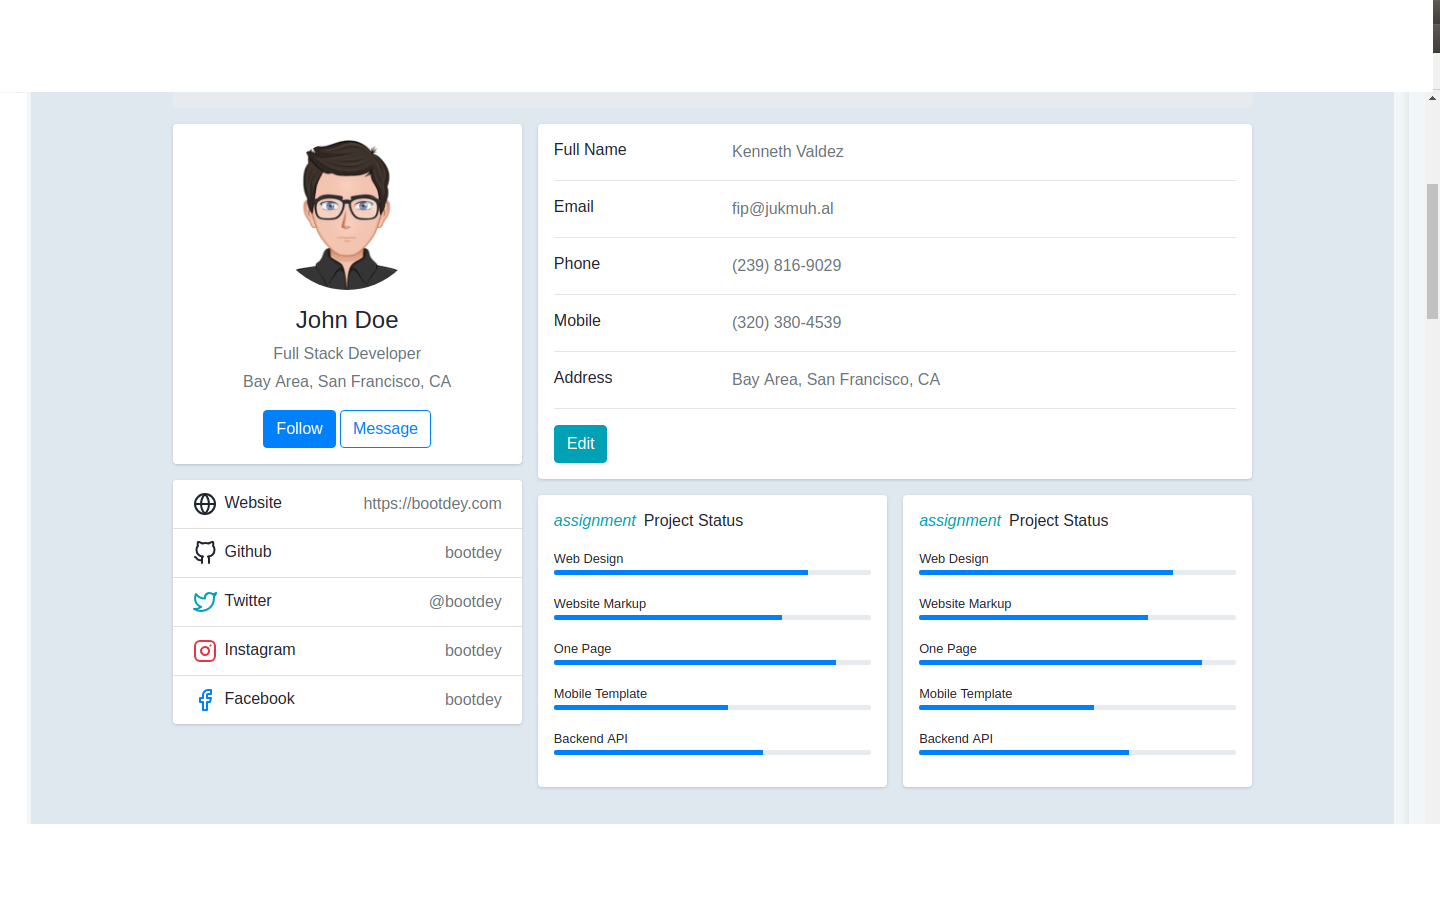 John Doe
Full Stack Developer
Bay Area, San Francisco, CA
Follow Message
Website https://bootdey.com
Github bootdey
Twitter @bootdey
Instagram bootdey
Facebook bootdey
Full Name Kenneth Valdez
Email fip@jukmuh.al
Phone (239) 816-9029
Mobile (320) 380-4539
Address Bay Area, San Francisco, CA
Edit
assignment Project Status
Web Design
Website Markup
One Page
Mobile Template
Backend API
assignment Project Status
Web Design
Website Markup
One Page
Mobile Template
Backend API